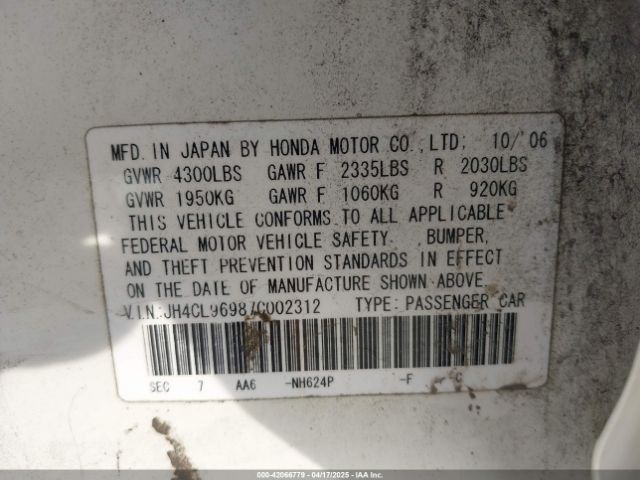 MFD. IN JAPAN BY HONDA MOTOR CO.,LTD; 10/'06
GVWR 4300LBS GAWR F 2335LBS R 2030LBS
GVWR 1950KG GAWR F 1060KG R 920KG
THIS VEHICLE CONFORMS TO ALL APPLICABLE
FEDERAL MOTOR VEHICLE SAFETY, BUMPER,
AND THEFT PREVENTION STANDARDS IN EFFECT
ON THE DATE OF MANUFACTURE SHOWN ABOVE.
V.I.N.:JH4CL96987C002312 TYPE: PASSENGER CAR
SEC 7 AA6 -NH624P -F C
000-42066779 - 04/17/2025 - IAA Inc.